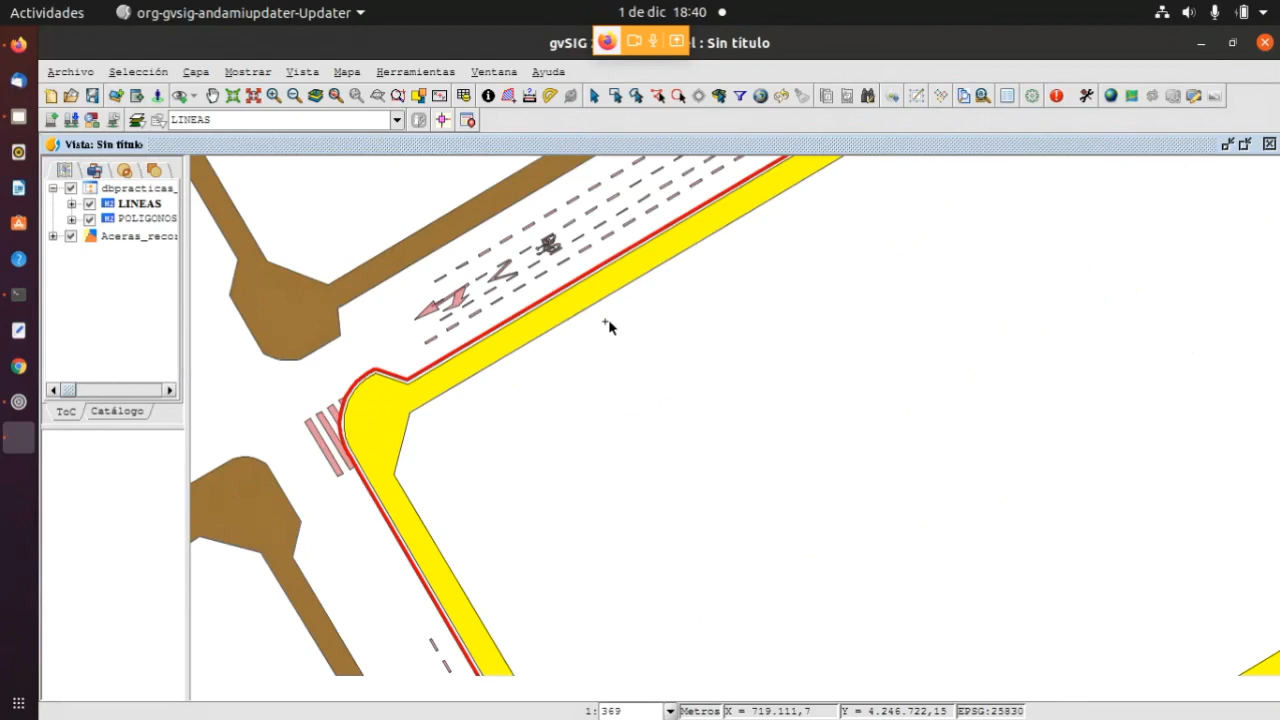 Actividades
org-gvsig-andamiupdater-Updater
1 de dic 18:40
gvSIG
: Sin título
Archivo Selección Capa Mostrar Vista Mapa Herramientas Ventana Ayuda
LINEAS
Vista: Sin título
dbpracticas_
LINEAS
POLIGONOS
Aceras_reco
ToC Catálogo
1: 369 Metros X = 719.111,7 Y = 4.246.722,15 EPSG:25830